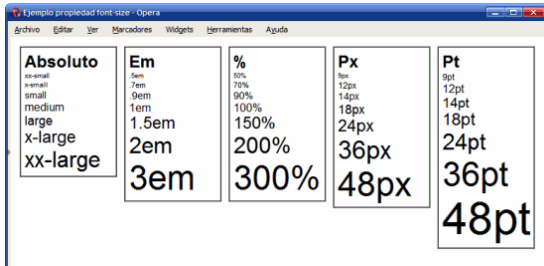 Ejemplo propiedad font-size - Opera
Archivo Editar Ver Marcadores Widgets Herramientas Ayuda
Absoluto
xx-small
x-small
small
medium
large
x-large
xx-large
Em
.5em
.7em
.9em
1em
1.5em
2em
3em
%
50%
70%
90%
100%
150%
200%
300%
Px
9px
12px
14px
18px
24px
36px
48px
Pt
9pt
12pt
14pt
18pt
24pt
36pt
48pt